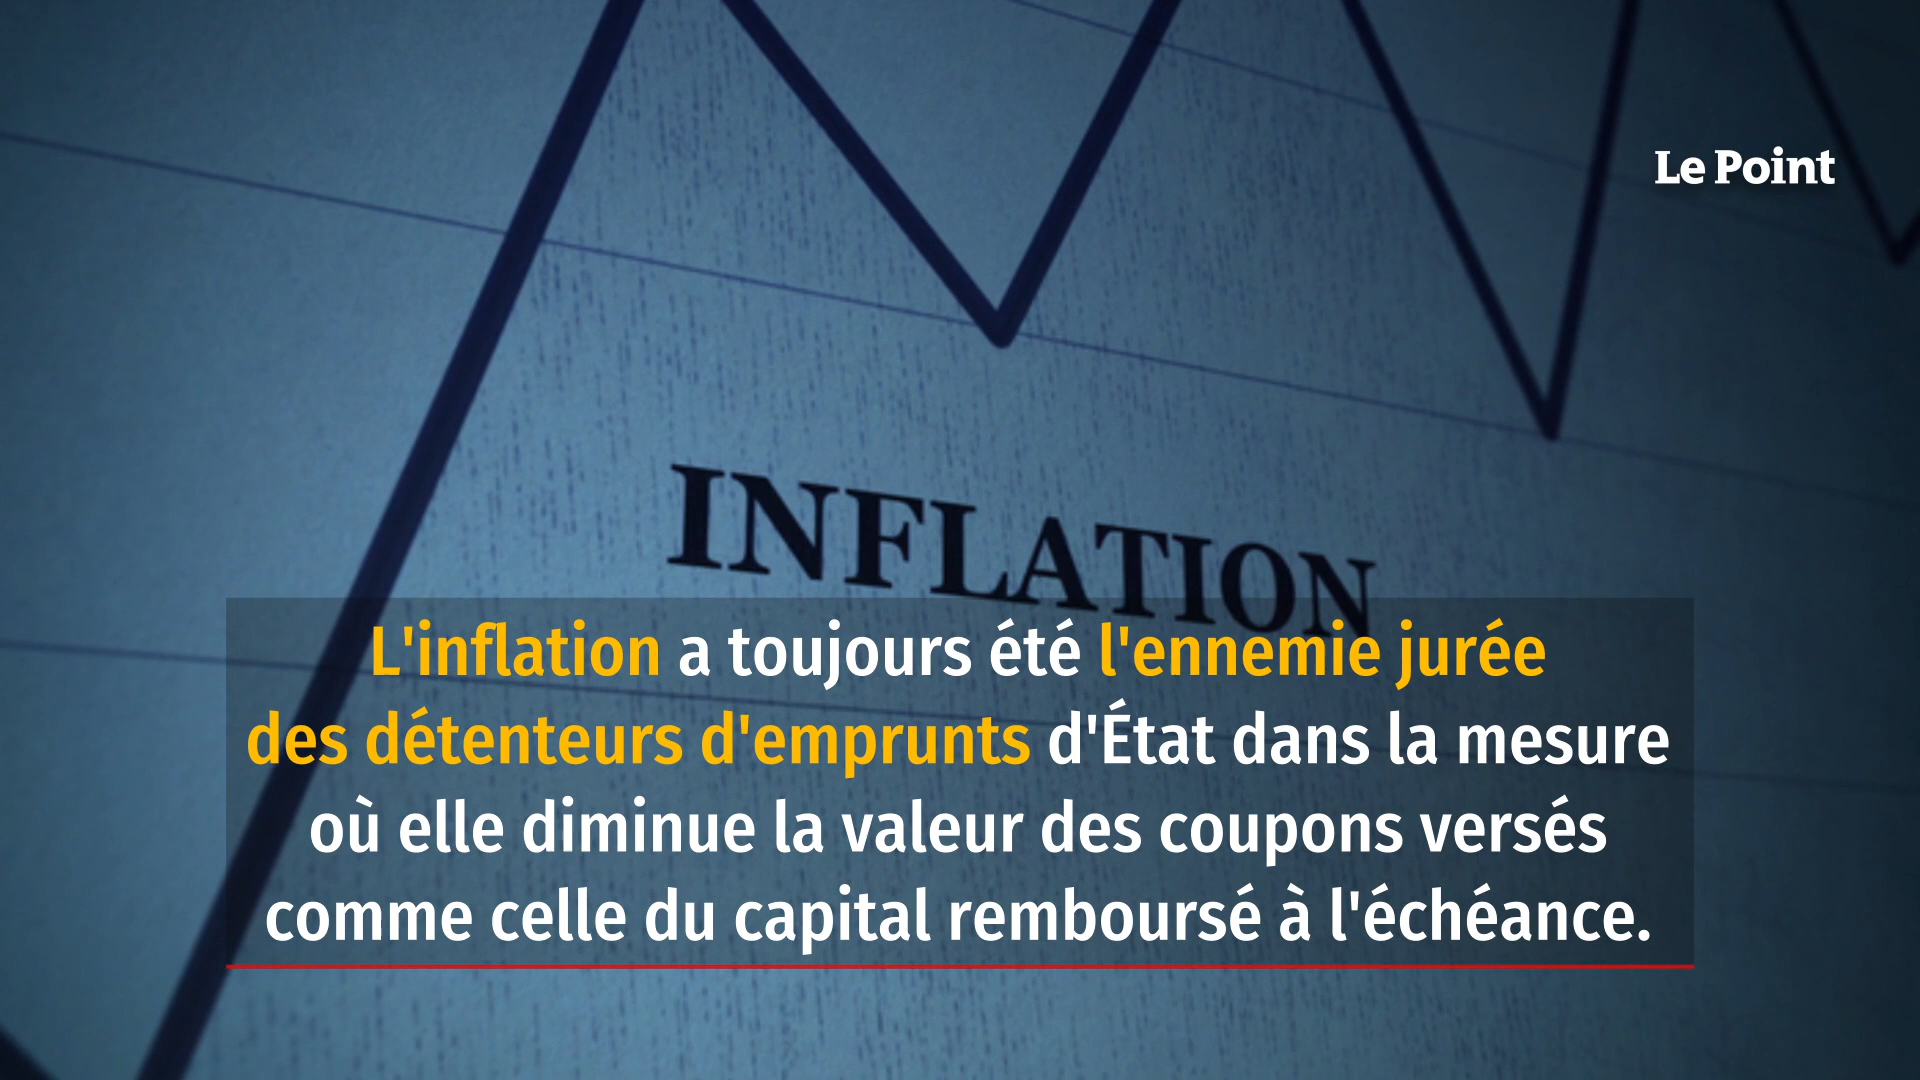 Le Point
INFLATION
L'inflation a toujours été l'ennemie jurée
des détenteurs d'emprunts d'État dans la mesure
où elle diminue la valeur des coupons versés
comme celle du capital remboursé à l'échéance.